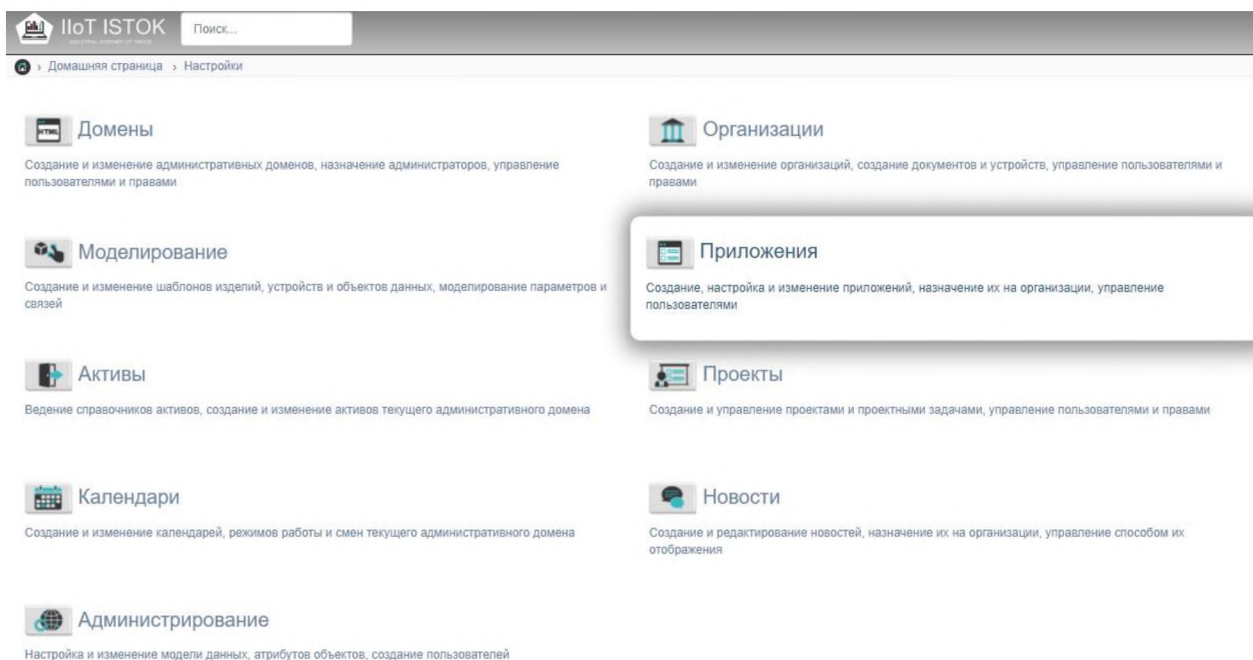 IIoT ISTOK
Поиск...
Домашняя страница › Настройки
HTML
Домены
Создание и изменение административных доменов, назначение администраторов, управление
пользователями и правами
Организации
Создание и изменение организаций, создание документов и устройств, управление пользователями и
правами
Моделирование
Создание и изменение шаблонов изделий, устройств и объектов данных, моделирование параметров и
связей
Приложения
Создание, настройка и изменение приложений, назначение их на организации, управление
пользователями
Активы
Ведение справочников активов, создание и изменение активов текущего административного домена
Проекты
Создание и управление проектами и проектными задачами, управление пользователями и правами
Календари
Создание и изменение календарей, режимов работы и смен текущего административного домена
Новости
Создание и редактирование новостей, назначение их на организации, управление способом их
отображения
Администрирование
Настройка и изменение модели данных, атрибутов объектов, создание пользователей